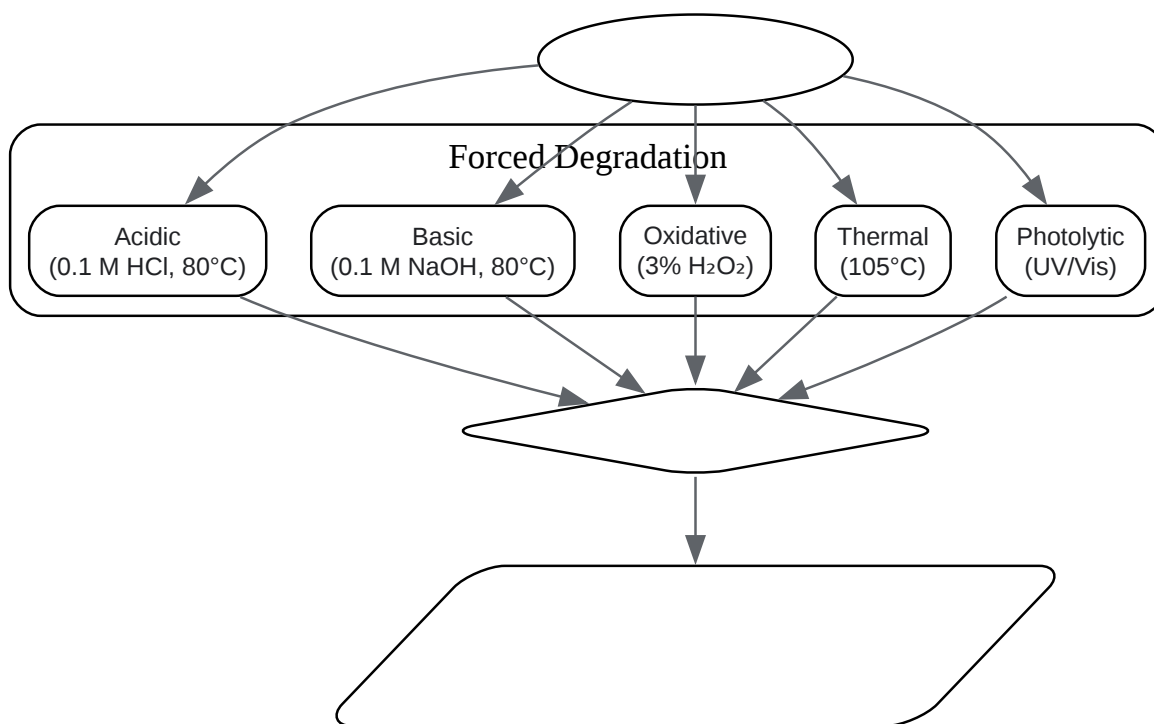 Forced Degradation
Acidic
(0.1 M HCl, 80°C)
Basic
(0.1 M NaOH, 80°C)
Oxidative
(3% H₂O₂)
Thermal
(105°C)
Photolytic
(UV/Vis)